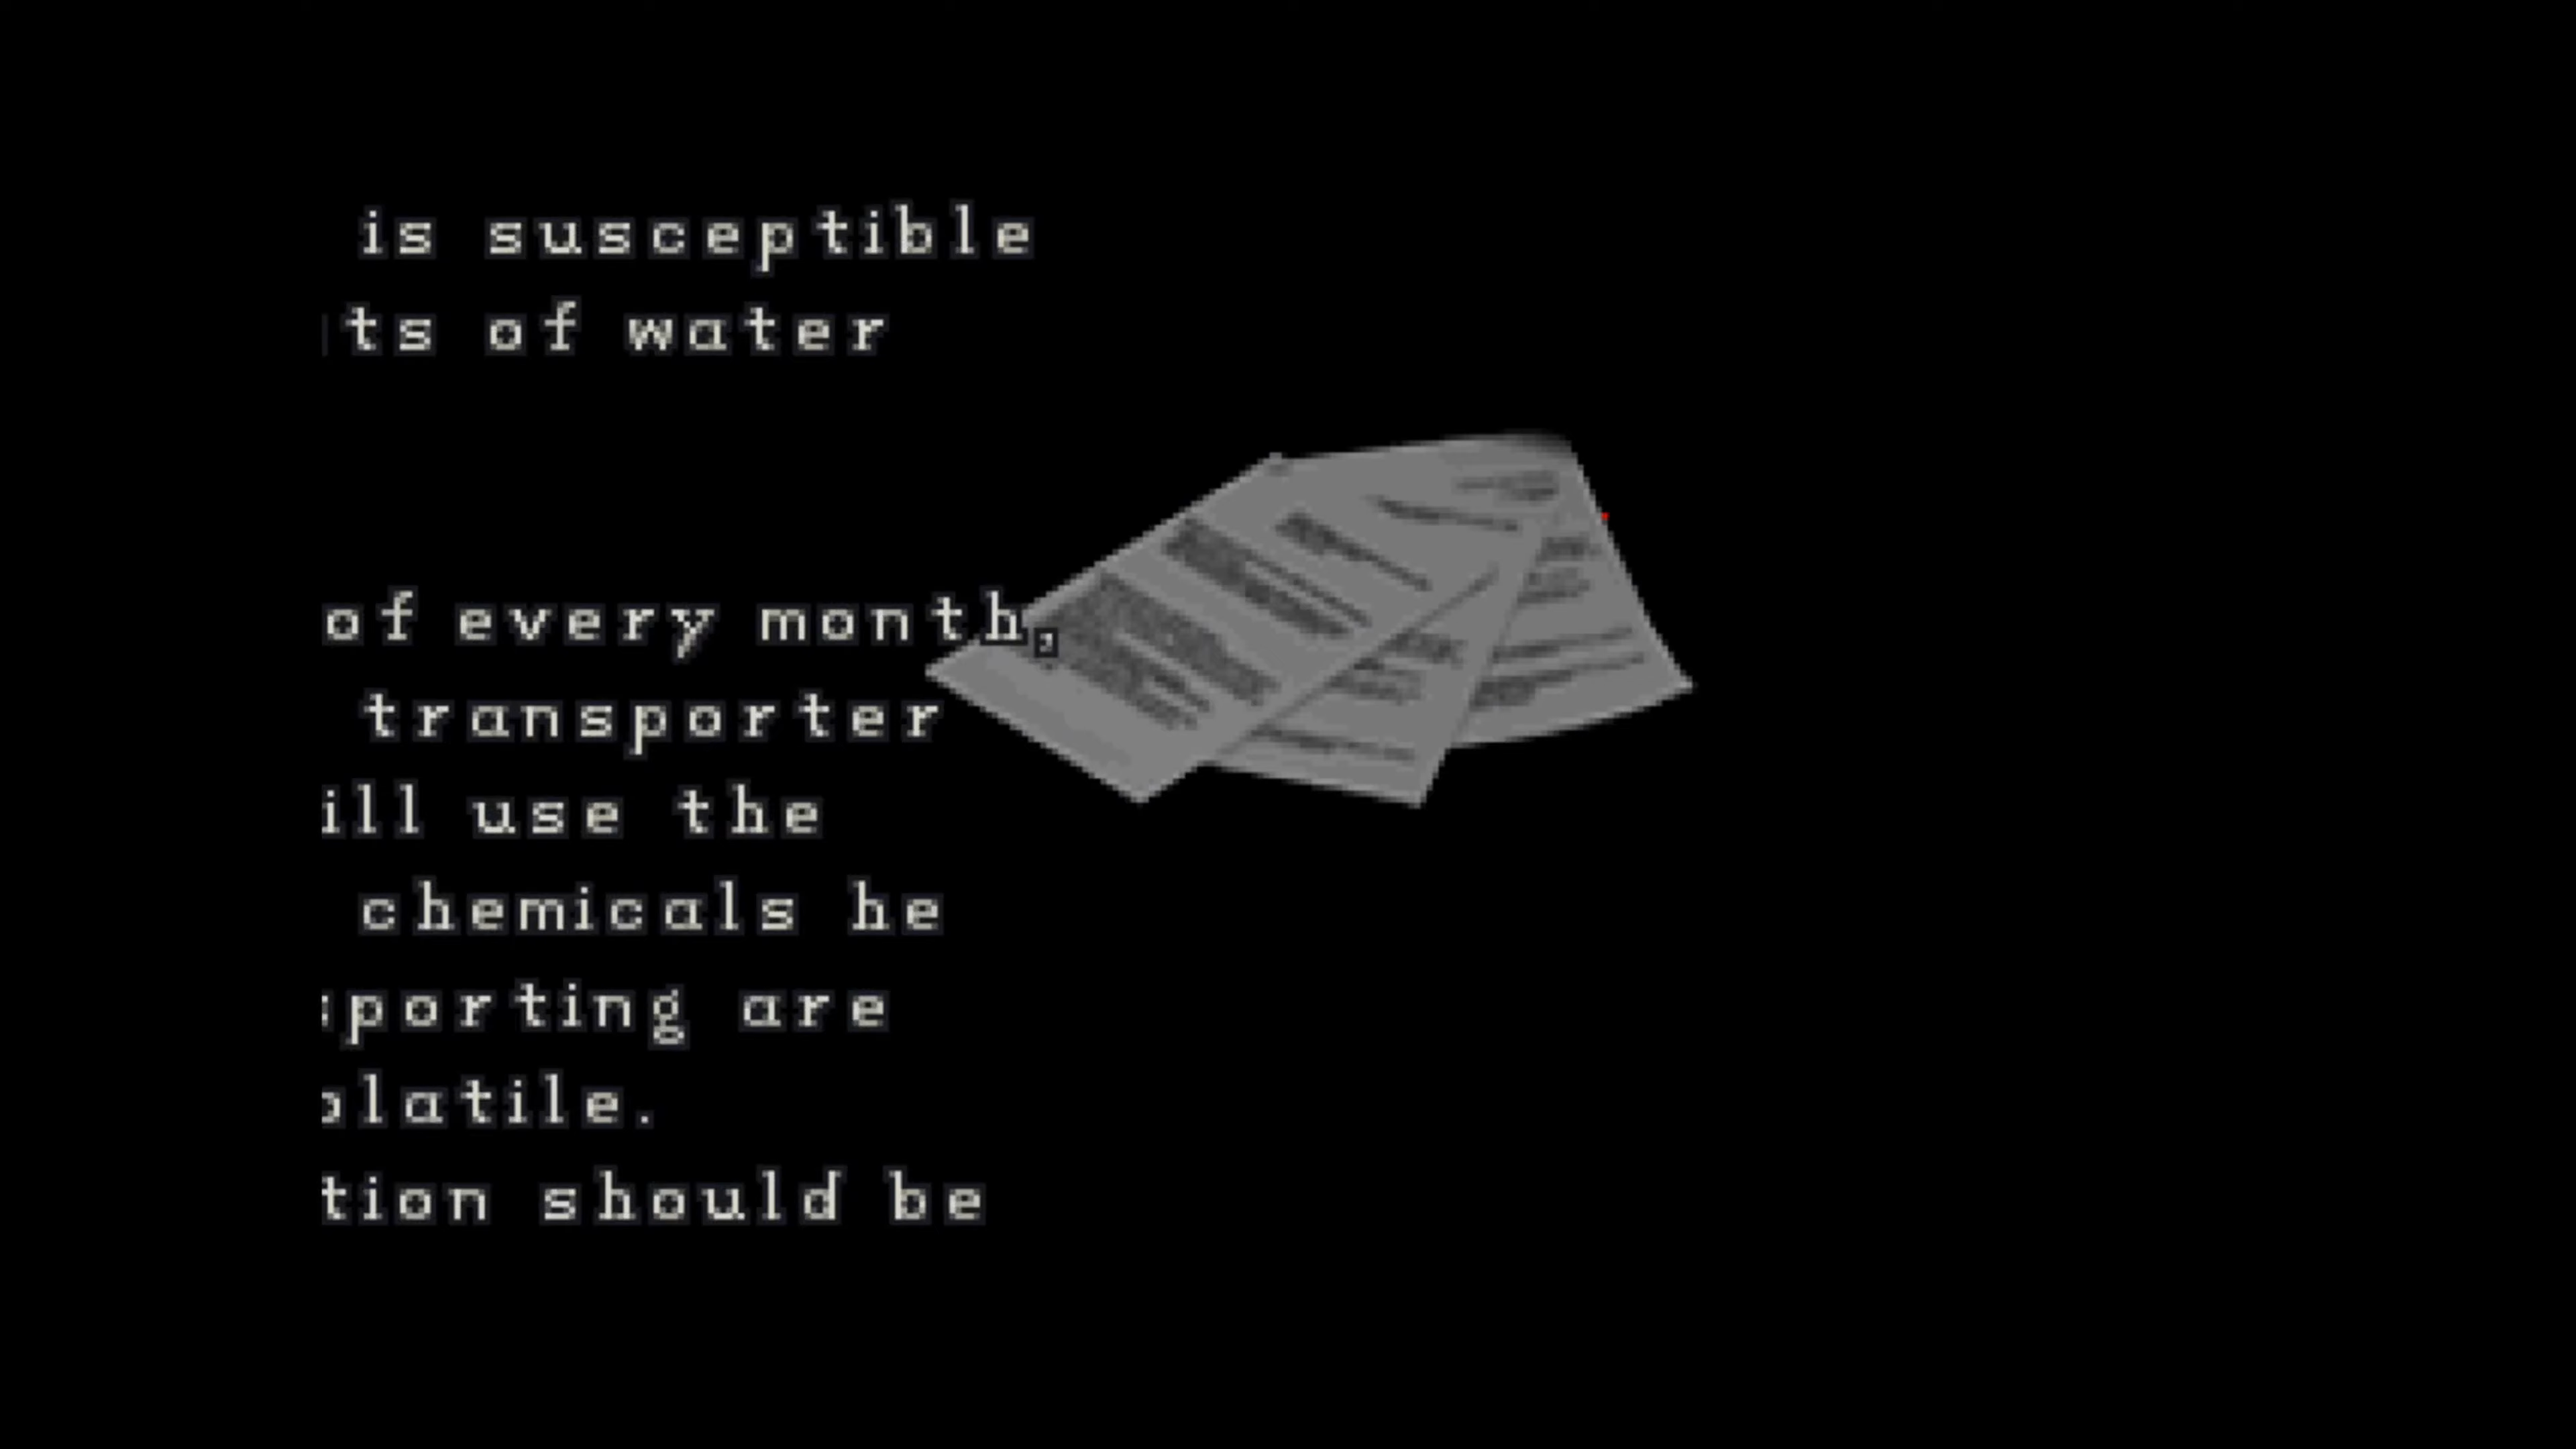 is susceptible
ts of water
of every month,
transporter
ill use the
chemicals he
porting are
latile.
tion should be